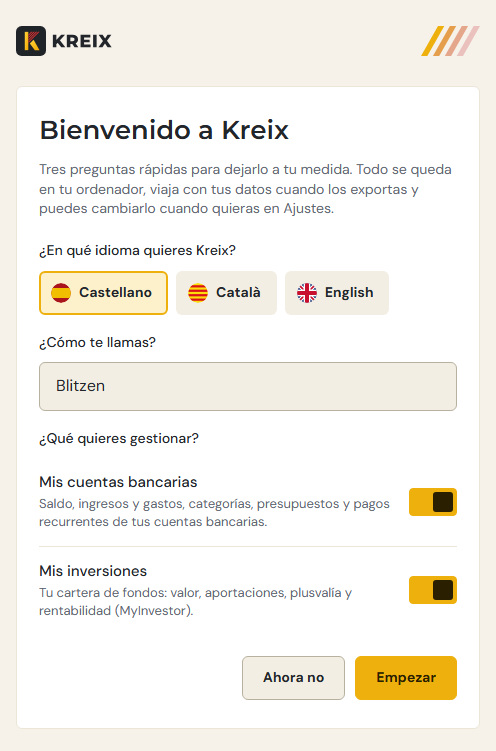 KREIX
Bienvenido a Kreix
Tres preguntas rápidas para dejarlo a tu medida. Todo se queda
en tu ordenador, viaja con tus datos cuando los exportas y
puedes cambiarlo cuando quieras en Ajustes.
¿En qué idioma quieres Kreix?
Castellano Català English
¿Cómo te llamas?
Blitzen
¿Qué quieres gestionar?
Mis cuentas bancarias
Saldo, ingresos y gastos, categorías, presupuestos y pagos
recurrentes de tus cuentas bancarias.
Mis inversiones
Tu cartera de fondos: valor, aportaciones, plusvalía y
rentabilidad (MyInvestor).
Ahora no Empezar